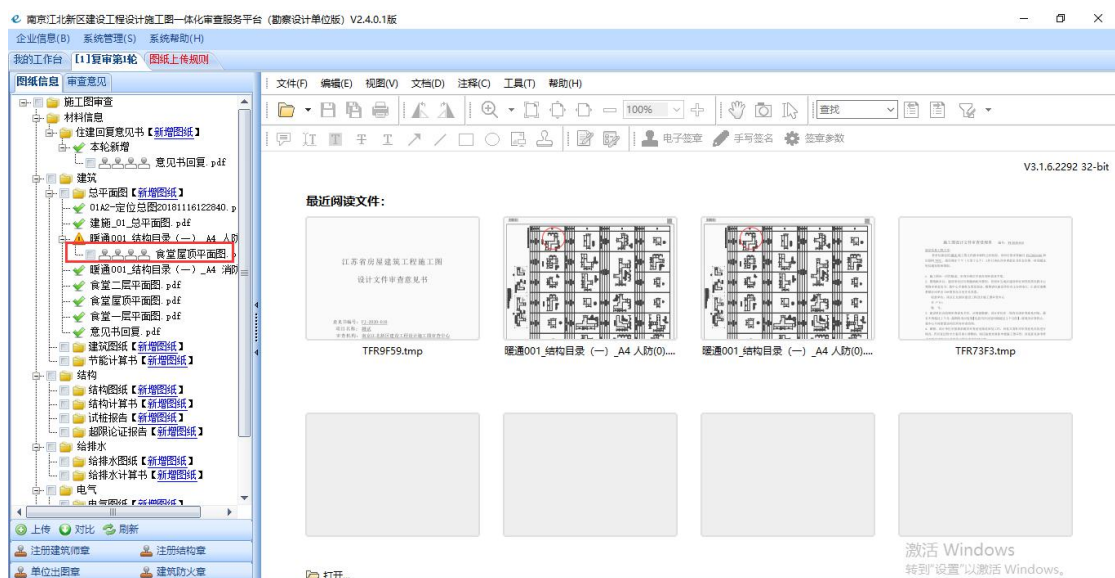 南京江北新区建设工程设计施工图一体化审查服务平台（勘察设计单位版）V2.4.0.1版
企业信息(B) 系统管理(S) 系统帮助(H)
我的工作台 【1】复审第1轮 图纸上传规则
图纸信息 审查意见
施工图审查
材料信息
住建回复意见书【新增图纸】
本轮新增
意见书回复.pdf
建筑
总平面图【新增图纸】
01A2-定位总图20181116122840.p
建施_01_总平面图.pdf
暖通001_结构目录（一）_A4 人防
食堂屋顶平面图.p
暖通001_结构目录（一）_A4 消防
食堂二层平面图.pdf
食堂屋顶平面图.pdf
食堂一层平面图.pdf
意见书回复.pdf
建筑图纸【新增图纸】
节能计算书【新增图纸】
结构
结构图纸【新增图纸】
结构计算书【新增图纸】
试桩报告【新增图纸】
超限论证报告【新增图纸】
给排水
给排水图纸【新增图纸】
给排水计算书【新增图纸】
电气
电气图纸【新增图纸】
上传 对比 刷新
注册建筑师章 注册结构章
单位出图章 建筑防火章
文件(F) 编辑(E) 视图(V) 文档(D) 注释(C) 工具(T) 帮助(H)
100% 查找
电子签章 手写签名 签章参数
V3.1.6.2292 32-bit
最近阅读文件：
江苏省房屋建筑工程施工图
设计文件审查意见书
TFR9F59.tmp 暖通001_结构目录（一）_A4 人防(0).... 暖通001_结构目录（一）_A4 人防(0).... TFR73F3.tmp
打开...
激活 Windows
转到"设置"以激活 Windows。